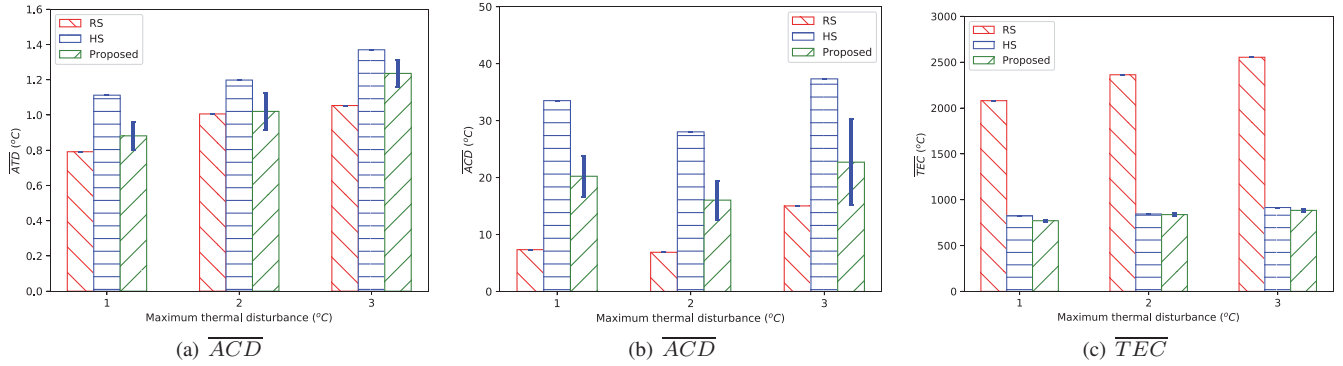 1.6
1.4
1.2
1.0
0.8
0.6
0.4
0.2
0.0
ATD (°C)
RS
HS
Proposed
1 2 3
Maximum thermal disturbance (°C)
(a) ACD
50
40
30
20
10
0
ACD (°C)
RS
HS
Proposed
1 2 3
Maximum thermal disturbance (°C)
(b) ACD
3000
2500
2000
1500
1000
500
0
TEC (°C)
RS
HS
Proposed
1 2 3
Maximum thermal disturbance (°C)
(c) TEC